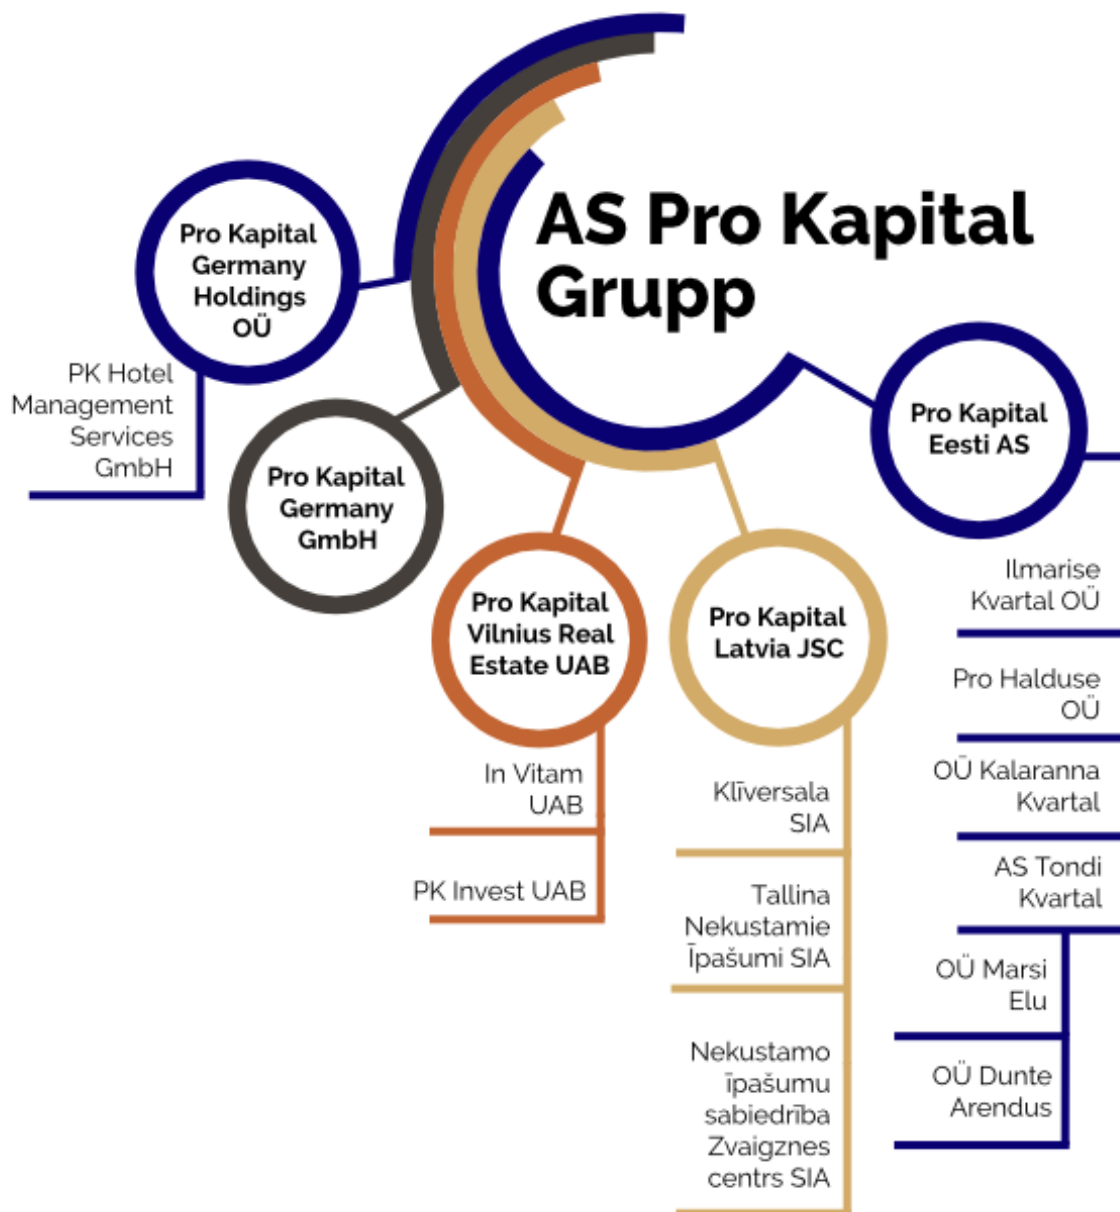 AS Pro Kapital
Grupp
Pro Kapital
Germany
Holdings
OÜ
PK Hotel
Management
Services
GmbH
Pro Kapital
Germany
GmbH
Pro Kapital
Vilnius Real
Estate UAB
In Vitam
UAB
PK Invest UAB
Pro Kapital
Latvia JSC
Klīversala
SIA
Tallina
Nekustamie
Īpašumi SIA
Nekustamo
īpašumu
sabiedrība
Zvaigznes
centrs SIA
Pro Kapital
Eesti AS
Ilmarise
Kvartal OÜ
Pro Halduse
OÜ
OÜ Kalaranna
Kvartal
AS Tondi
Kvartal
OÜ Marsi
Elu
OÜ Dunte
Arendus